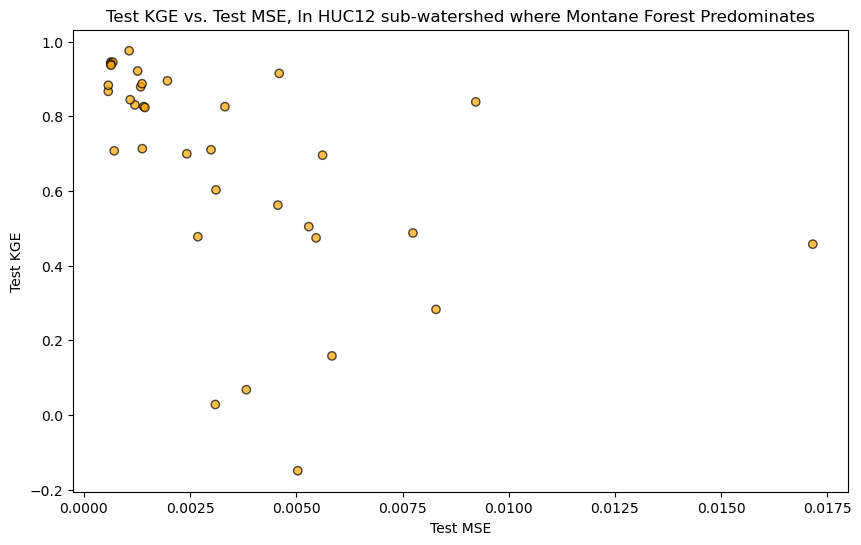 Test KGE vs. Test MSE, In HUC12 sub-watershed where Montane Forest Predominates
1.0
0.8
0.6
0.4
0.2
0.0
−0.2
Test KGE
0.0000 0.0025 0.0050 0.0075 0.0100 0.0125 0.0150 0.0175
Test MSE